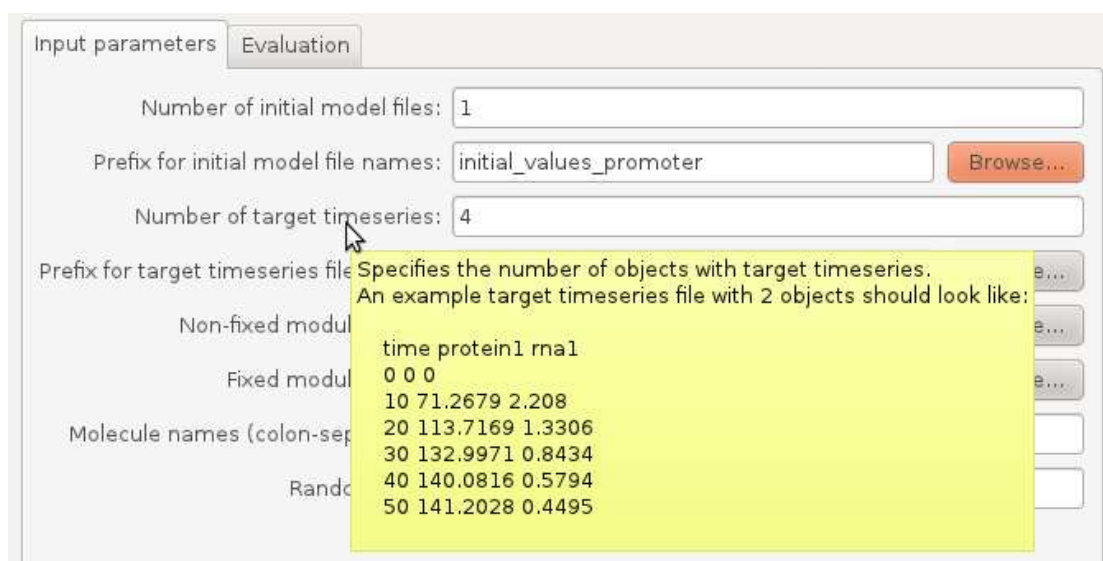 Input parameters Evaluation
Number of initial model files: 1
Prefix for initial model file names: initial_values_promoter Browse...
Number of target timeseries: 4
Prefix for target timeseries file
Specifies the number of objects with target timeseries.
An example target timeseries file with 2 objects should look like:
time protein1 rna1
0 0 0
10 71.2679 2.208
20 113.7169 1.3306
30 132.9971 0.8434
40 140.0816 0.5794
50 141.2028 0.4495
Non-fixed modul
Fixed modul
Molecule names (colon-sep